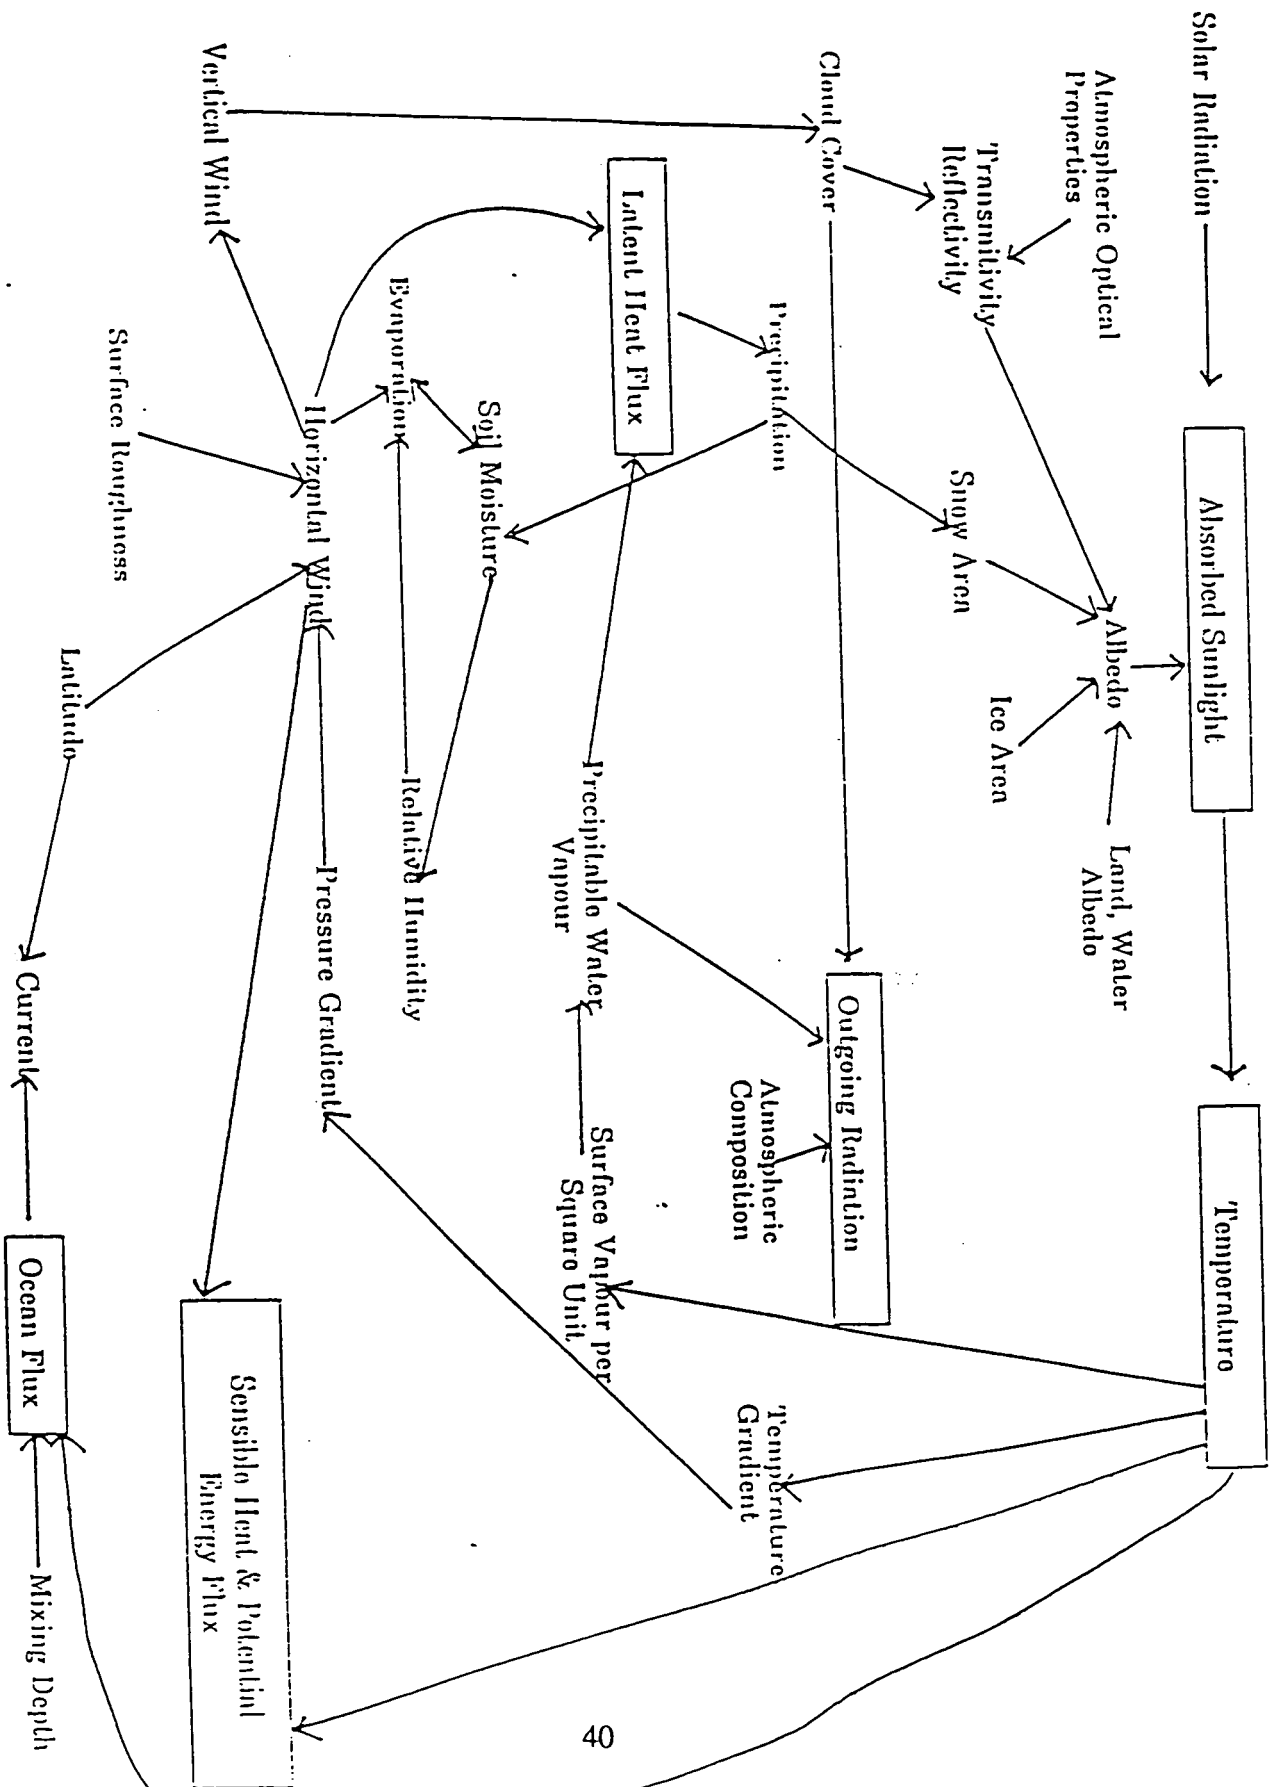 Solar Radiation
Absorbed Sunlight
Temperature
Atmospheric Optical
Properties
Transmitivity
Reflectivity
Albedo
Land, Water
Albedo
Snow Area
Ice Area
Cloud Cover
Outgoing Radiation
Precipitation
Atmospheric
Composition
Temperature
Gradient
Latent Heat Flux
Precipitable Water
Vapour
Surface Vapour per
Square Unit
Soil Moisture
Evaporation
Relative Humidity
Horizontal Wind
Pressure Gradient
Vertical Wind
Sensible Heat & Potential
Energy Flux
Surface Roughness
Latitude
Current
Ocean Flux
Mixing Depth
40